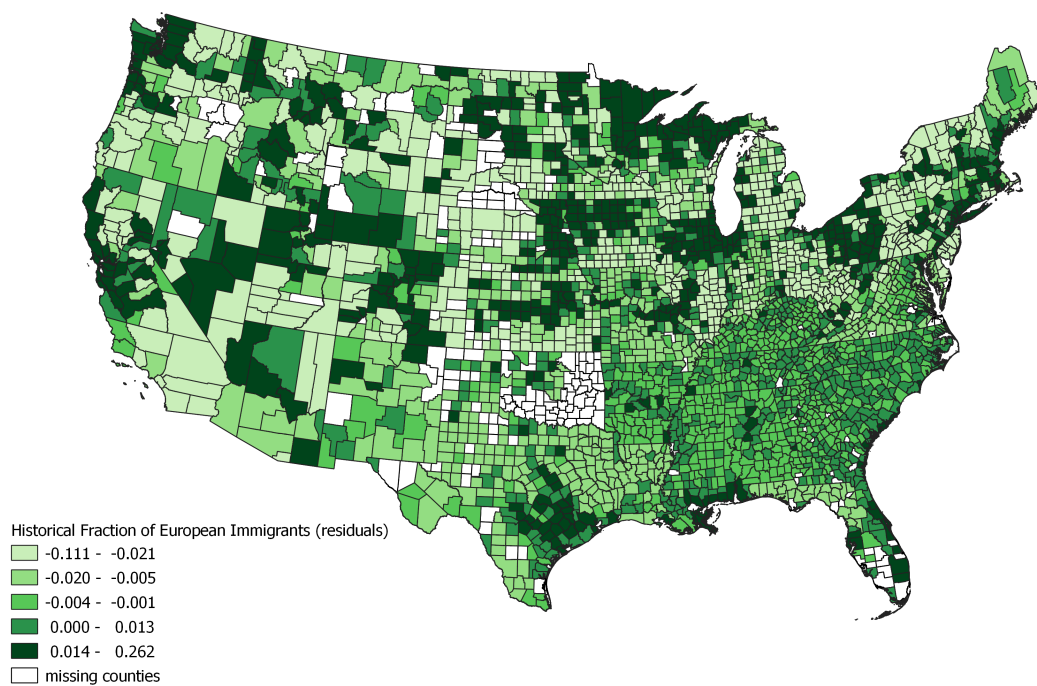 Historical Fraction of European Immigrants (residuals)
-0.111 - -0.021
-0.020 - -0.005
-0.004 - -0.001
0.000 - 0.013
0.014 - 0.262
missing counties